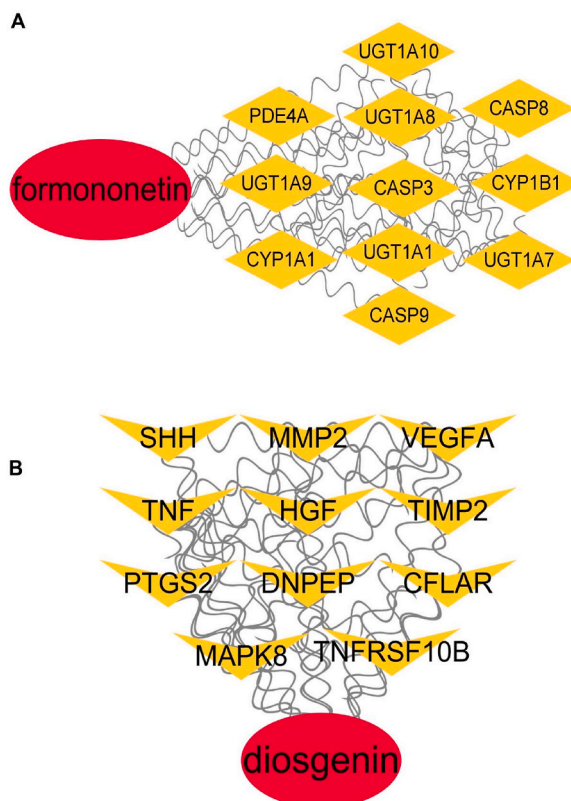 A
UGT1A10
PDE4A
UGT1A8
CASP8
formononetin
UGT1A9
CASP3
CYP1B1
CYP1A1
UGT1A1
UGT1A7
CASP9
B
SHH
MMP2
VEGFA
TNF
HGF
TIMP2
PTGS2
DNPEP
CFLAR
MAPK8
TNFRSF10B
diosgenin